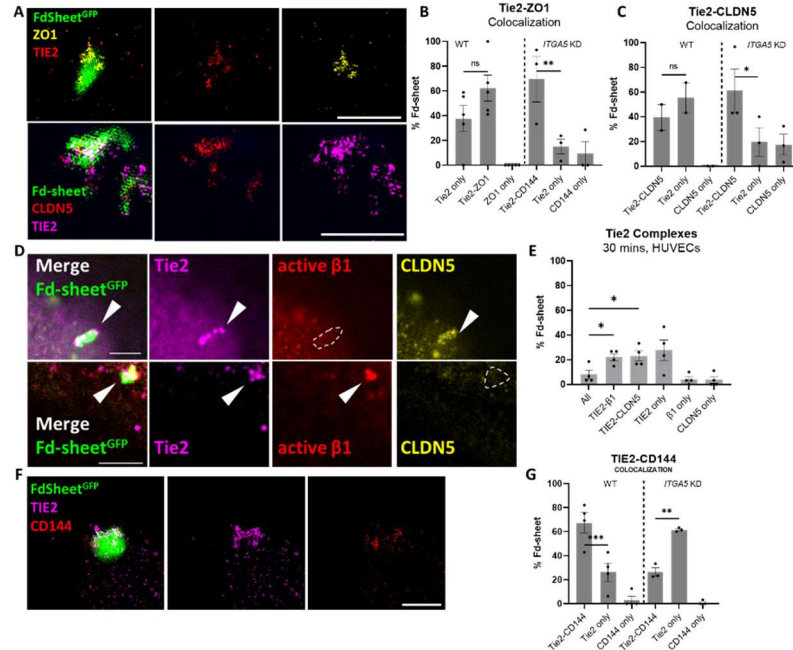 A
FdSheetGFP
ZO1
TIE2
Fd-sheet
CLDN5
TIE2
B
Tie2-ZO1
Colocalization
WT
ITGA5 KD
ns
**
% Fd-sheet
100
80
60
40
20
0
Tie2 only
Tie2-ZO1
ZO1 only
Tie2-CD144
Tie2 only
CD144 only
C
Tie2-CLDN5
Colocalization
WT
ITGA5 KD
ns
*
% Fd-sheet
100
80
60
40
20
0
Tie2-CLDN5
Tie2 only
CLDN5 only
Tie2-CLDN5
Tie2 only
CLDN5 only
D
Merge
Fd-sheetGFP
Tie2
active β1
CLDN5
Merge
Fd-sheetGFP
Tie2
active β1
CLDN5
E
Tie2 Complexes
30 mins, HUVECs
*
*
% Fd-sheet
100
80
60
40
20
0
All
TIE2-β1
TIE2-CLDN5
TIE2 only
β1 only
CLDN5 only
F
FdSheetGFP
TIE2
CD144
G
TIE2-CD144
COLOCALIZATION
WT
ITGA5 KD
***
**
% Fd-sheet
100
80
60
40
20
0
Tie2-CD144
Tie2 only
CD144 only
Tie2-CD144
Tie2 only
CD144 only